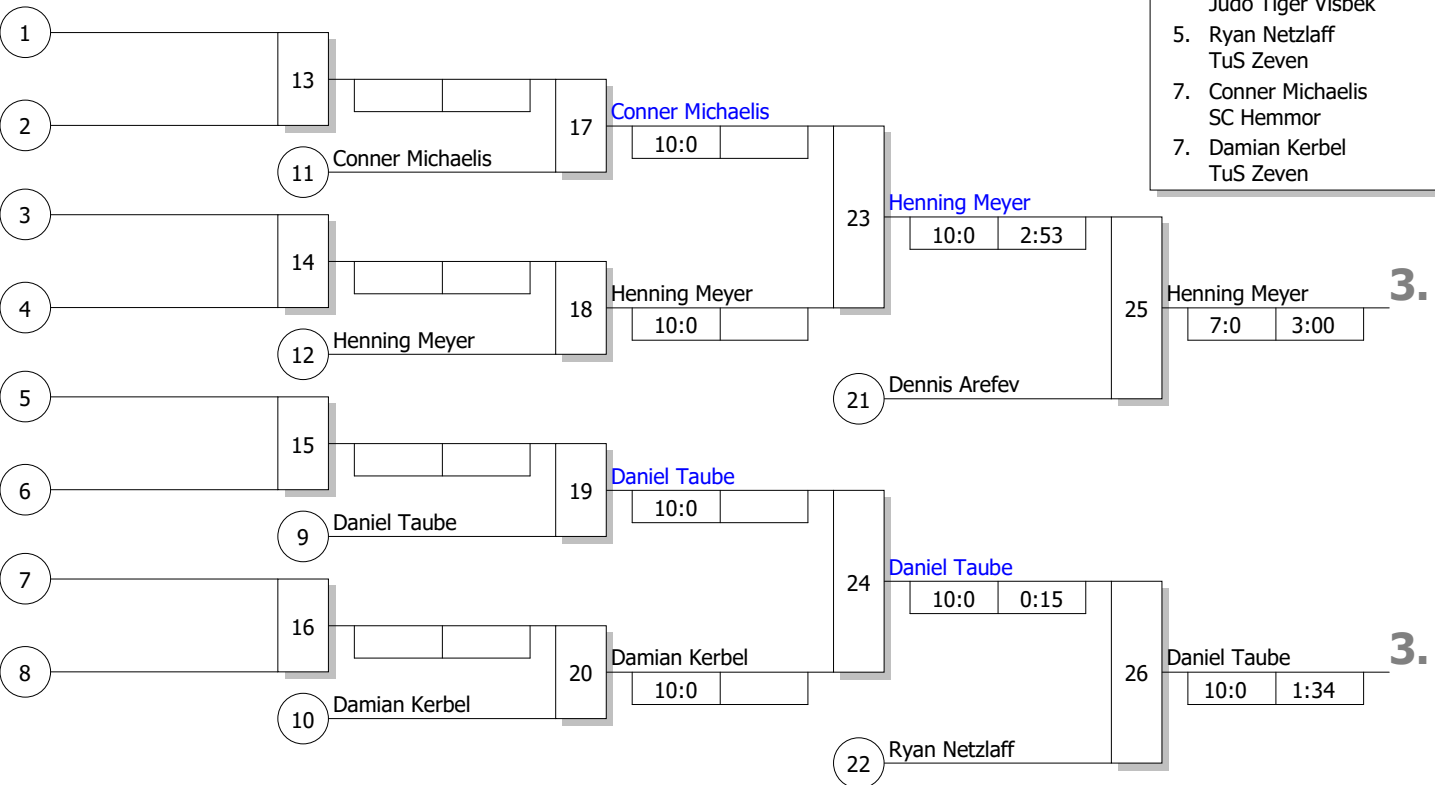 Judo Tiger Visbek
5. Ryan Netzlaff
TuS Zeven
7. Conner Michaelis
SC Hemmor
7. Damian Kerbel
TuS Zeven
1
13
2
17
Conner Michaelis
10:0
11
Conner Michaelis
3
23
Henning Meyer
10:0 2:53
14
4
18
Henning Meyer
10:0
12
Henning Meyer
25
Henning Meyer
7:0 3:00
3.
5
21
Dennis Arefev
15
6
19
Daniel Taube
10:0
9
Daniel Taube
7
24
Daniel Taube
10:0 0:15
16
8
20
Damian Kerbel
10:0
10
Damian Kerbel
26
Daniel Taube
10:0 1:34
3.
22
Ryan Netzlaff